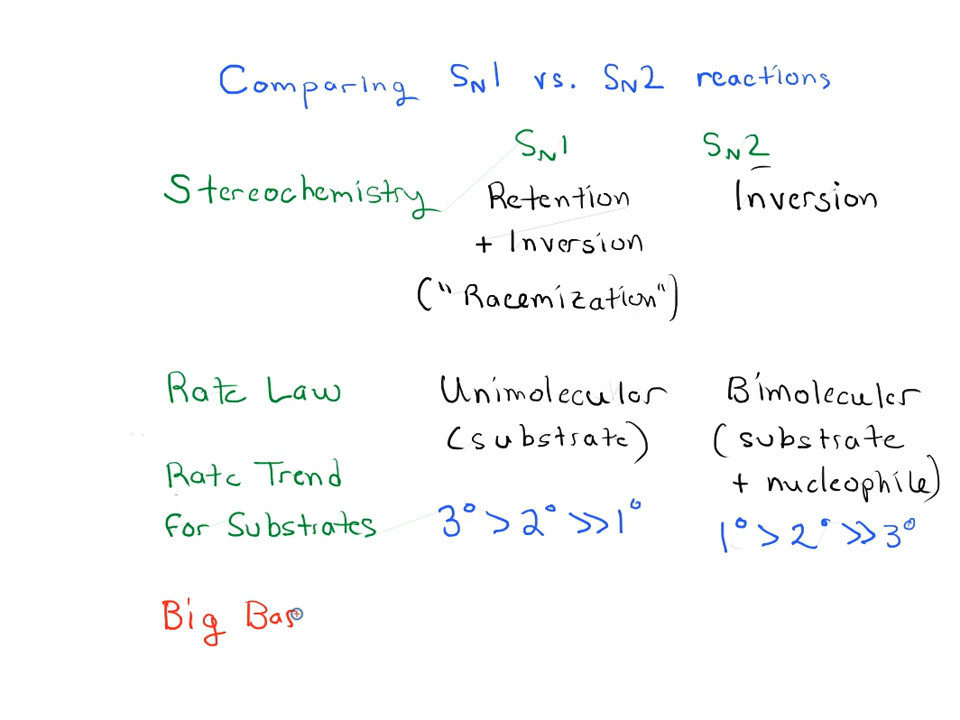 Comparing SN1 vs. SN2 reactions
SN1 SN2
Stereochemistry Retention Inversion
+ Inversion
("Racemization")
Rate Law Unimolecular Bimolecular
(substrate) (substrate
Rate Trend + nucleophile)
For Substrates 3° > 2° >> 1° 1° > 2° >> 3°
Big Bas